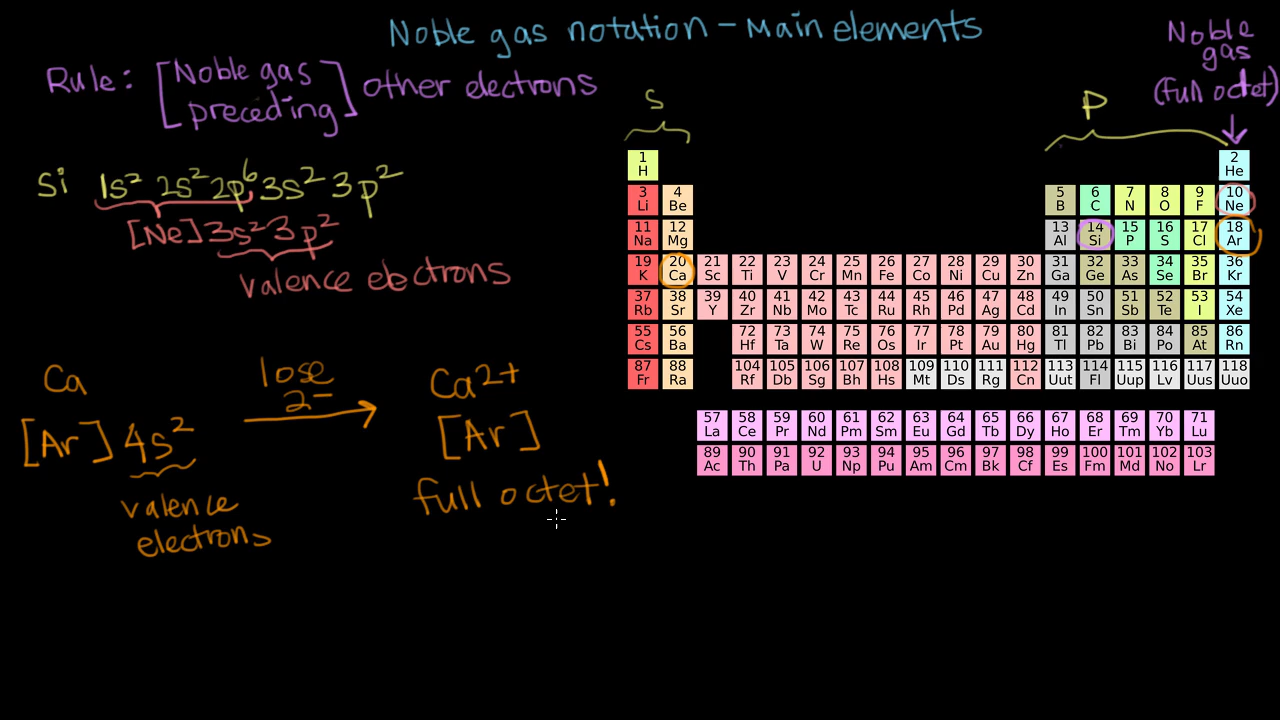 Noble gas notation – Main elements
Rule: [Noble gas preceding] other electrons
Noble gas
(full octet)
s
p
Si 1s² 2s² 2p⁶ 3s² 3p²
[Ne] 3s² 3p²
valence electrons
Ca
[Ar] 4s²
valence
electrons
lose
2–
Ca2+
[Ar]
full octet!
1 2
H He
3 4 5 6 7 8 9 10
Li Be B C N O F Ne
11 12 13 14 15 16 17 18
Na Mg Al Si P S Cl Ar
19 20 21 22 23 24 25 26 27 28 29 30 31 32 33 34 35 36
K Ca Sc Ti V Cr Mn Fe Co Ni Cu Zn Ga Ge As Se Br Kr
37 38 39 40 41 42 43 44 45 46 47 48 49 50 51 52 53 54
Rb Sr Y Zr Nb Mo Tc Ru Rh Pd Ag Cd In Sn Sb Te I Xe
55 56 72 73 74 75 76 77 78 79 80 81 82 83 84 85 86
Cs Ba Hf Ta W Re Os Ir Pt Au Hg Tl Pb Bi Po At Rn
87 88 104 105 106 107 108 109 110 111 112 113 114 115 116 117 118
Fr Ra Rf Db Sg Bh Hs Mt Ds Rg Cn Uut Fl Uup Lv Uus Uuo
57 58 59 60 61 62 63 64 65 66 67 68 69 70 71
La Ce Pr Nd Pm Sm Eu Gd Tb Dy Ho Er Tm Yb Lu
89 90 91 92 93 94 95 96 97 98 99 100 101 102 103
Ac Th Pa U Np Pu Am Cm Bk Cf Es Fm Md No Lr